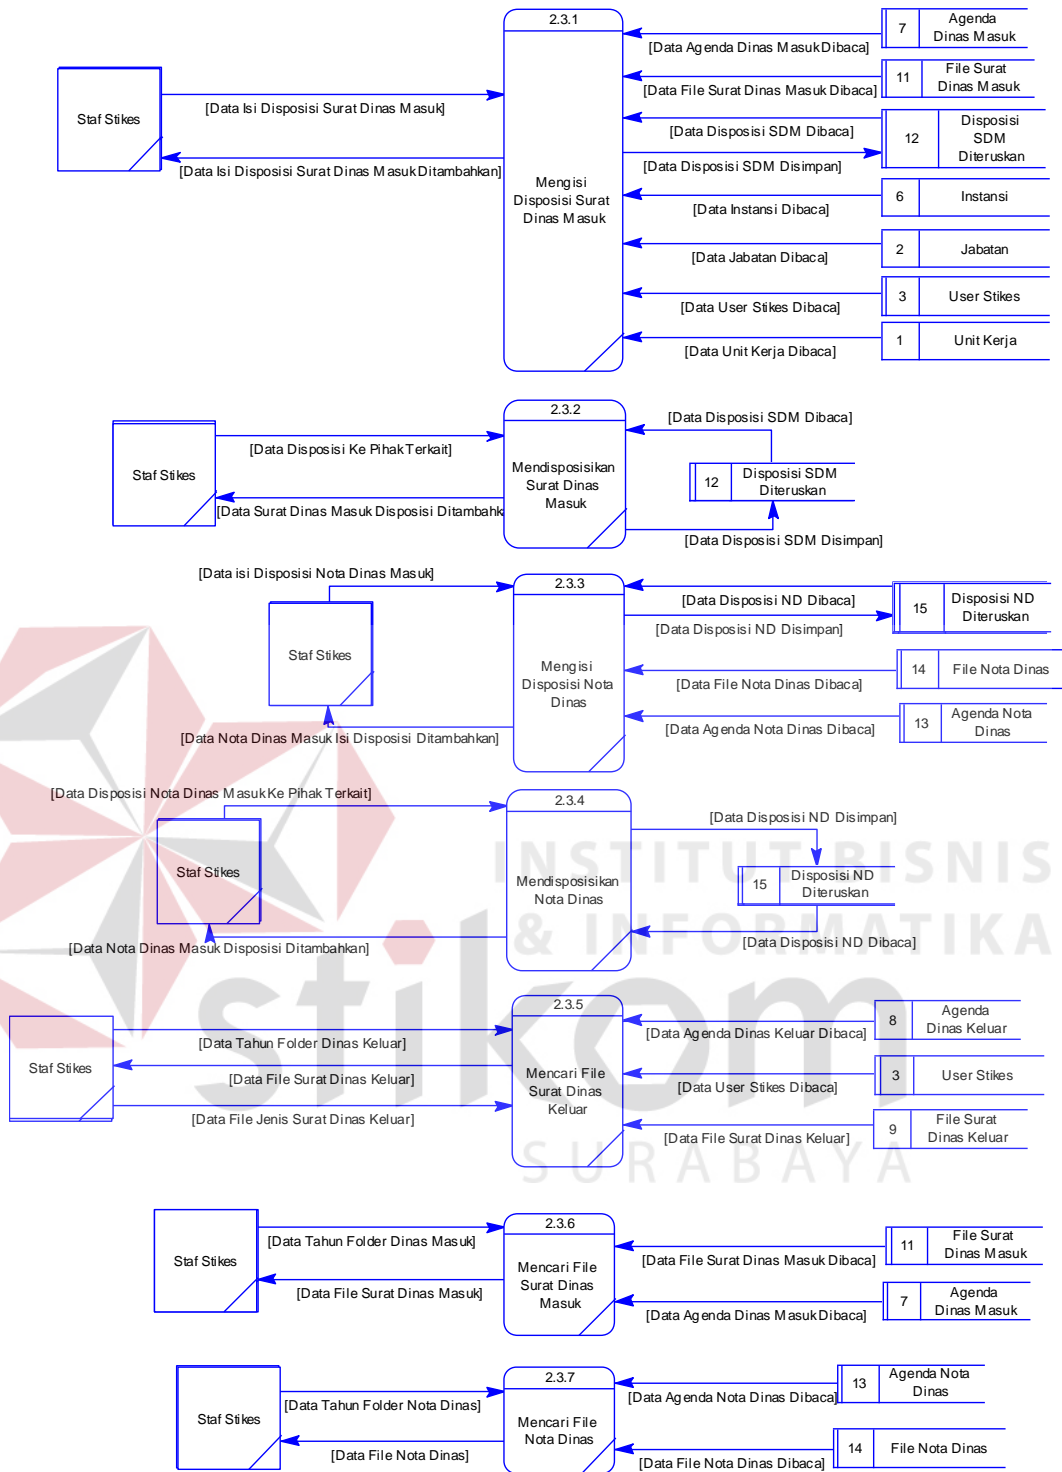 2.3.1
7
Agenda
Dinas Masuk
[Data Agenda Dinas Masuk Dibaca]
11
File Surat
Dinas Masuk
[Data File Surat Dinas Masuk Dibaca]
Staf Stikes
[Data Isi Disposisi Surat Dinas Masuk]
[Data Isi Disposisi Surat Dinas Masuk Ditambahkan]
Mengisi
Disposisi Surat
Dinas Masuk
[Data Disposisi SDM Dibaca]
12
Disposisi
SDM
Diteruskan
[Data Disposisi SDM Disimpan]
6
Instansi
[Data Instansi Dibaca]
2
Jabatan
[Data Jabatan Dibaca]
3
User Stikes
[Data User Stikes Dibaca]
1
Unit Kerja
[Data Unit Kerja Dibaca]
2.3.2
[Data Disposisi SDM Dibaca]
Staf Stikes
[Data Disposisi Ke Pihak Terkait]
Mendisposisikan
Surat Dinas
Masuk
12
Disposisi SDM
Diteruskan
[Data Surat Dinas Masuk Disposisi Ditambahk
[Data Disposisi SDM Disimpan]
[Data isi Disposisi Nota Dinas Masuk]
2.3.3
[Data Disposisi ND Dibaca]
15
Disposisi ND
Diteruskan
[Data Disposisi ND Disimpan]
Staf Stikes
Mengisi
Disposisi Nota
Dinas
14
File Nota Dinas
[Data File Nota Dinas Dibaca]
13
Agenda Nota
Dinas
[Data Agenda Nota Dinas Dibaca]
[Data Nota Dinas Masuk Isi Disposisi Ditambahkan]
[Data Disposisi Nota Dinas Masuk Ke Pihak Terkait]
2.3.4
[Data Disposisi ND Disimpan]
Staf Stikes
Mendisposisikan
Nota Dinas
15
Disposisi ND
Diteruskan
[Data Nota Dinas Masuk Disposisi Ditambahkan]
[Data Disposisi ND Dibaca]
INSTITUT BISNIS
& INFORMATIKA
stikom
SURABAYA
2.3.5
8
Agenda
Dinas Keluar
[Data Agenda Dinas Keluar Dibaca]
Staf Stikes
[Data Tahun Folder Dinas Keluar]
[Data File Surat Dinas Keluar]
[Data File Jenis Surat Dinas Keluar]
Mencari File
Surat Dinas
Keluar
3
User Stikes
[Data User Stikes Dibaca]
9
File Surat
Dinas Keluar
[Data File Surat Dinas Keluar]
2.3.6
11
File Surat
Dinas Masuk
[Data File Surat Dinas Masuk Dibaca]
Staf Stikes
[Data Tahun Folder Dinas Masuk]
[Data File Surat Dinas Masuk]
Mencari File
Surat Dinas
Masuk
7
Agenda
Dinas Masuk
[Data Agenda Dinas Masuk Dibaca]
2.3.7
13
Agenda Nota
Dinas
[Data Agenda Nota Dinas Dibaca]
Staf Stikes
[Data Tahun Folder Nota Dinas]
[Data File Nota Dinas]
Mencari File
Nota Dinas
14
File Nota Dinas
[Data File Nota Dinas Dibaca]